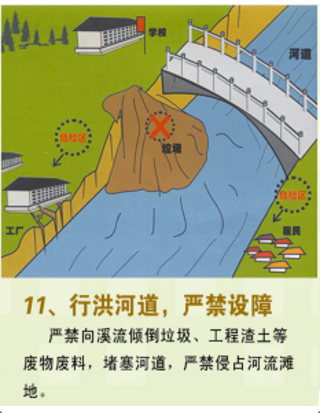 学校
河道
危险区
垃圾
危险区
工厂
居民
11、行洪河道，严禁设障
严禁向溪流倾倒垃圾、工程渣土等
废物废料，堵塞河道，严禁侵占河流滩
地。